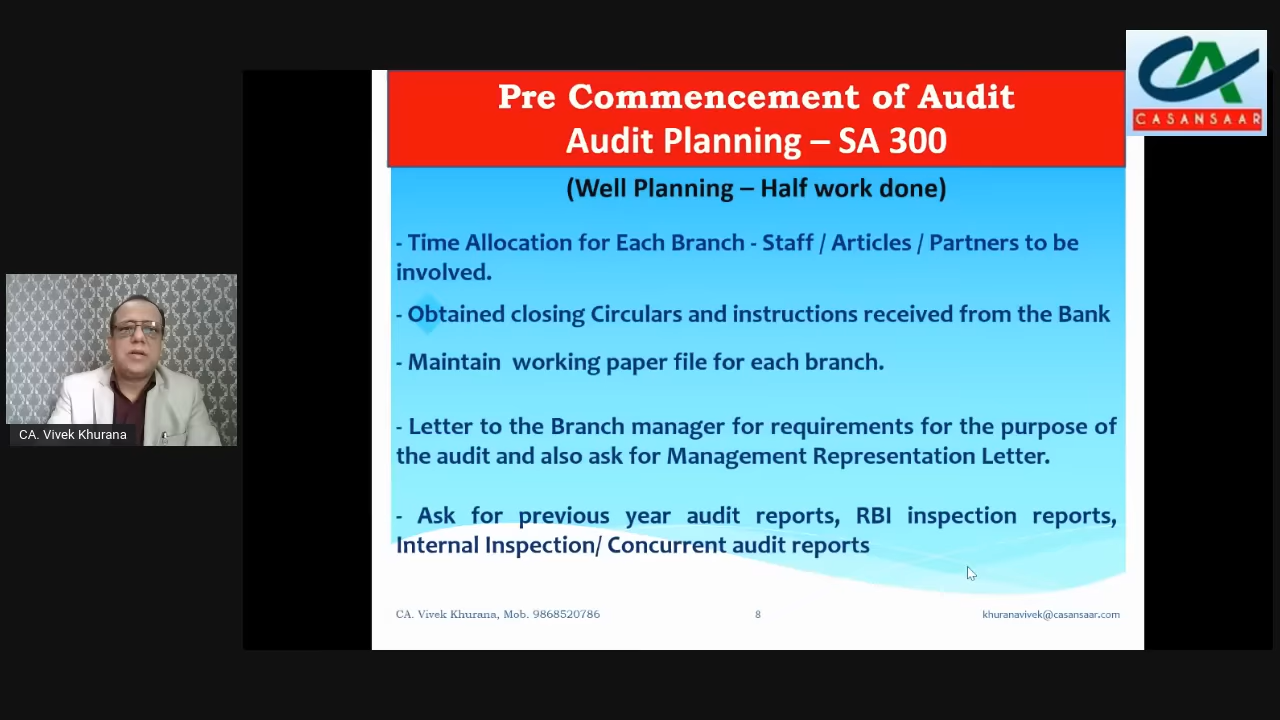 Pre Commencement of Audit
Audit Planning – SA 300
CASANSAAR
(Well Planning – Half work done)
- Time Allocation for Each Branch - Staff / Articles / Partners to be
involved.
- Obtained closing Circulars and instructions received from the Bank
- Maintain working paper file for each branch.
- Letter to the Branch manager for requirements for the purpose of
the audit and also ask for Management Representation Letter.
- Ask for previous year audit reports, RBI inspection reports,
Internal Inspection/ Concurrent audit reports
CA. Vivek Khurana
CA. Vivek Khurana, Mob. 9868520786
8
khuranavivek@casansaar.com